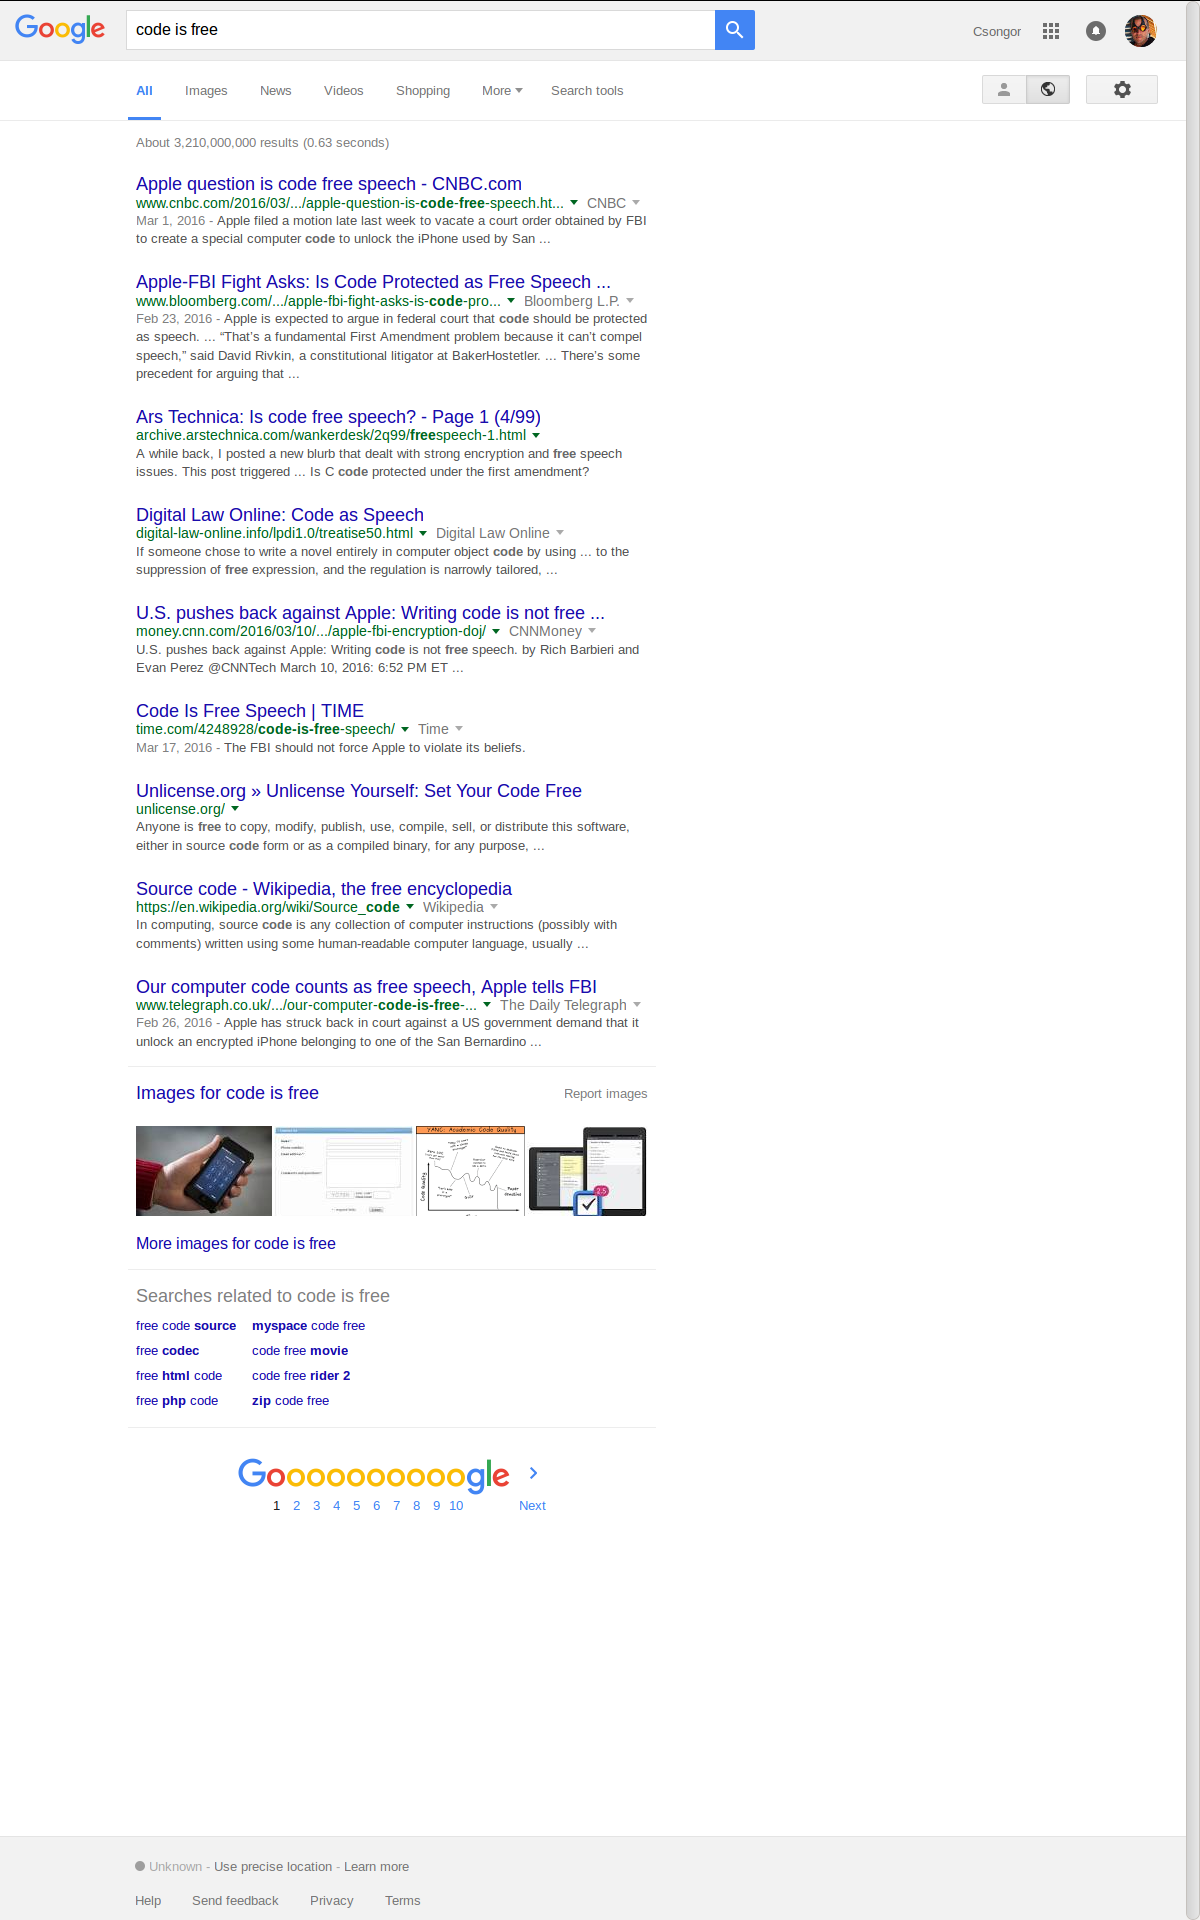 Google
code is free
Csongor
All Images News Videos Shopping More Search tools
About 3,210,000,000 results (0.63 seconds)
Apple question is code free speech - CNBC.com
www.cnbc.com/2016/03/.../apple-question-is-code-free-speech.ht... CNBC
Mar 1, 2016 - Apple filed a motion late last week to vacate a court order obtained by FBI
to create a special computer code to unlock the iPhone used by San ...
Apple-FBI Fight Asks: Is Code Protected as Free Speech ...
www.bloomberg.com/.../apple-fbi-fight-asks-is-code-pro... Bloomberg L.P.
Feb 23, 2016 - Apple is expected to argue in federal court that code should be protected
as speech. ... “That’s a fundamental First Amendment problem because it can’t compel
speech,” said David Rivkin, a constitutional litigator at BakerHostetler. ... There’s some
precedent for arguing that ...
Ars Technica: Is code free speech? - Page 1 (4/99)
archive.arstechnica.com/wankerdesk/2q99/freespeech-1.html
A while back, I posted a new blurb that dealt with strong encryption and free speech
issues. This post triggered ... Is C code protected under the first amendment?
Digital Law Online: Code as Speech
digital-law-online.info/lpdi1.0/treatise50.html Digital Law Online
If someone chose to write a novel entirely in computer object code by using ... to the
suppression of free expression, and the regulation is narrowly tailored, ...
U.S. pushes back against Apple: Writing code is not free ...
money.cnn.com/2016/03/10/.../apple-fbi-encryption-doj/ CNNMoney
U.S. pushes back against Apple: Writing code is not free speech. by Rich Barbieri and
Evan Perez @CNNTech March 10, 2016: 6:52 PM ET ...
Code Is Free Speech | TIME
time.com/4248928/code-is-free-speech/ Time
Mar 17, 2016 - The FBI should not force Apple to violate its beliefs.
Unlicense.org » Unlicense Yourself: Set Your Code Free
unlicense.org/
Anyone is free to copy, modify, publish, use, compile, sell, or distribute this software,
either in source code form or as a compiled binary, for any purpose, ...
Source code - Wikipedia, the free encyclopedia
https://en.wikipedia.org/wiki/Source_code Wikipedia
In computing, source code is any collection of computer instructions (possibly with
comments) written using some human-readable computer language, usually ...
Our computer code counts as free speech, Apple tells FBI
www.telegraph.co.uk/.../our-computer-code-is-free-... The Daily Telegraph
Feb 26, 2016 - Apple has struck back in court against a US government demand that it
unlock an encrypted iPhone belonging to one of the San Bernardino ...
Images for code is free Report images
YANC: Academic Code Quality
Code Quality
2.5
More images for code is free
Searches related to code is free
free code source myspace code free
free codec code free movie
free html code code free rider 2
free php code zip code free
Goooooooooogle
1 2 3 4 5 6 7 8 9 10 Next
Unknown - Use precise location - Learn more
Help Send feedback Privacy Terms